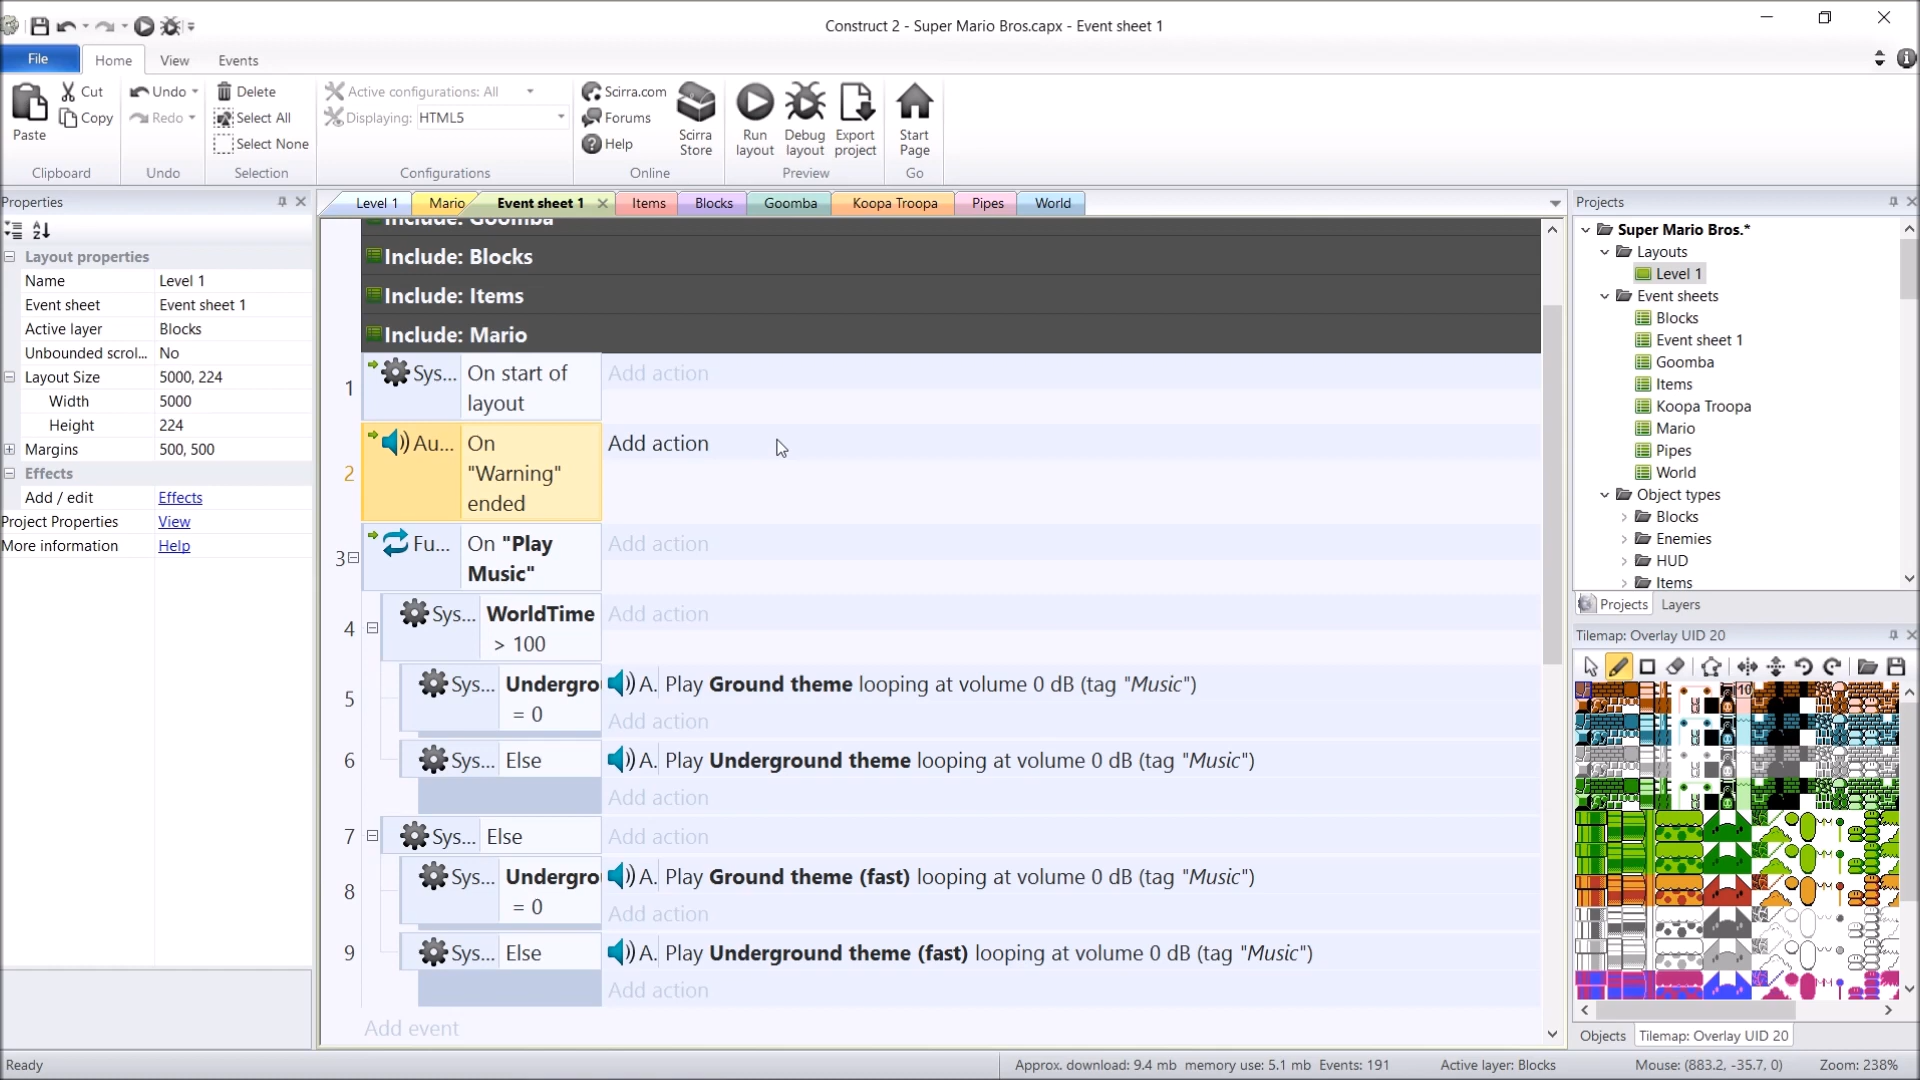 Construct 2 - Super Mario Bros.capx - Event sheet 1
File Home View Events
Paste
Cut
Copy
Clipboard
Undo
Redo
Undo
Delete
Select All
Select None
Selection
Active configurations: All
Displaying: HTML5
Configurations
Scirra.com
Forums
Help
Scirra
Store
Online
Run
layout
Debug
layout
Export
project
Preview
Start
Page
Go
Properties
Layout properties
Name Level 1
Event sheet Event sheet 1
Active layer Blocks
Unbounded scrol... No
Layout Size 5000, 224
Width 5000
Height 224
Margins 500, 500
Effects
Add / edit Effects
Project Properties View
More information Help
Level 1 Mario Event sheet 1 Items Blocks Goomba Koopa Troopa Pipes World
Include: Goomba
Include: Blocks
Include: Items
Include: Mario
1 Sys... On start of
layout
Add action
2 Au... On
"Warning"
ended
Add action
3 Fu... On "Play
Music"
Add action
4 Sys... WorldTime
> 100
Add action
5 Sys... Undergro
= 0
A. Play Ground theme looping at volume 0 dB (tag "Music")
Add action
6 Sys... Else A. Play Underground theme looping at volume 0 dB (tag "Music")
Add action
7 Sys... Else Add action
8 Sys... Undergro
= 0
A. Play Ground theme (fast) looping at volume 0 dB (tag "Music")
Add action
9 Sys... Else A. Play Underground theme (fast) looping at volume 0 dB (tag "Music")
Add action
Add event
Projects
Super Mario Bros.*
Layouts
Level 1
Event sheets
Blocks
Event sheet 1
Goomba
Items
Koopa Troopa
Mario
Pipes
World
Object types
Blocks
Enemies
HUD
Items
Projects Layers
Tilemap: Overlay UID 20
10
Objects Tilemap: Overlay UID 20
Ready
Approx. download: 9.4 mb memory use: 5.1 mb Events: 191 Active layer: Blocks Mouse: (883.2, -35.7, 0) Zoom: 238%